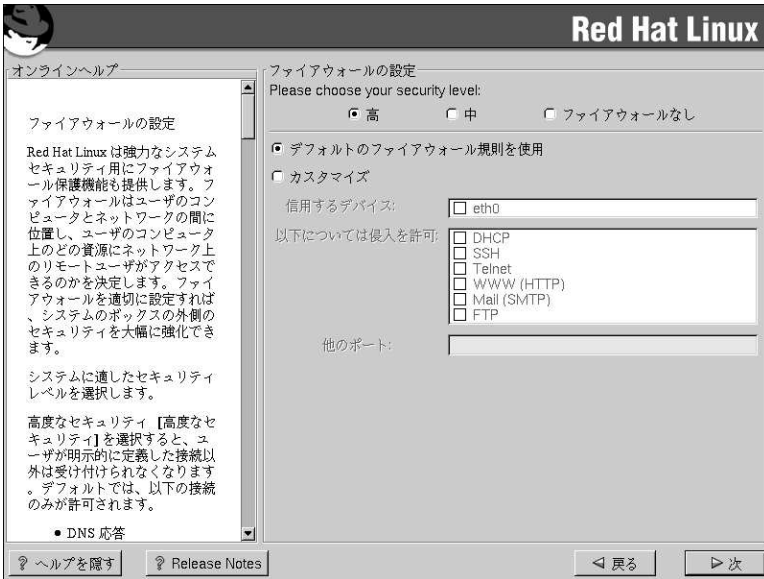 Red Hat Linux
オンラインヘルプ
ファイアウォールの設定
Red Hat Linux は強力なシステム
セキュリティ用にファイアウォ
ール保護機能も提供します。フ
ァイアウォールはユーザのコン
ピュータとネットワークの間に
位置し、ユーザのコンピュータ
上のどの資源にネットワーク上
のリモートユーザがアクセスで
きるのかを決定します。ファイ
アウォールを適切に設定すれば
、システムのボックスの外側の
セキュリティを大幅に強化でき
ます。
システムに適したセキュリティ
レベルを選択します。
高度なセキュリティ [高度なセ
キュリティ] を選択すると、ユ
ーザが明示的に定義した接続以
外は受け付けられなくなります
。デフォルトでは、以下の接続
のみが許可されます。
• DNS 応答
ファイアウォールの設定
Please choose your security level:
高 中 ファイアウォールなし
デフォルトのファイアウォール規則を使用
カスタマイズ
信用するデバイス: eth0
以下については侵入を許可: DHCP
SSH
Telnet
WWW (HTTP)
Mail (SMTP)
FTP
他のポート:
? ヘルプを隠す ? Release Notes 戻る 次